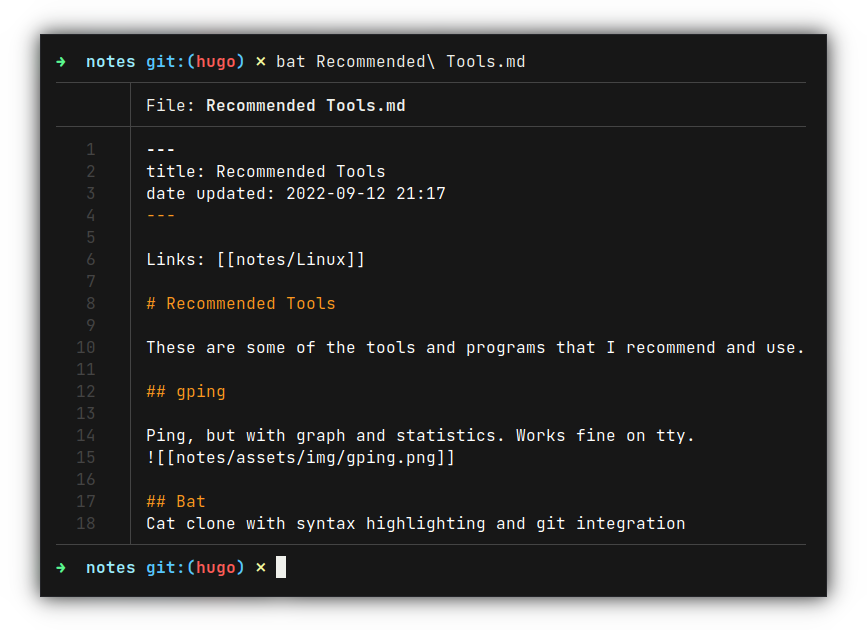 ➜ notes git:(hugo) × bat Recommended\ Tools.md
File: Recommended Tools.md
1 ---
2 title: Recommended Tools
3 date updated: 2022-09-12 21:17
4 ---
5
6 Links: [[notes/Linux]]
7
8 # Recommended Tools
9
10 These are some of the tools and programs that I recommend and use.
11
12 ## gping
13
14 Ping, but with graph and statistics. Works fine on tty.
15 ![[notes/assets/img/gping.png]]
16
17 ## Bat
18 Cat clone with syntax highlighting and git integration
➜ notes git:(hugo) ×